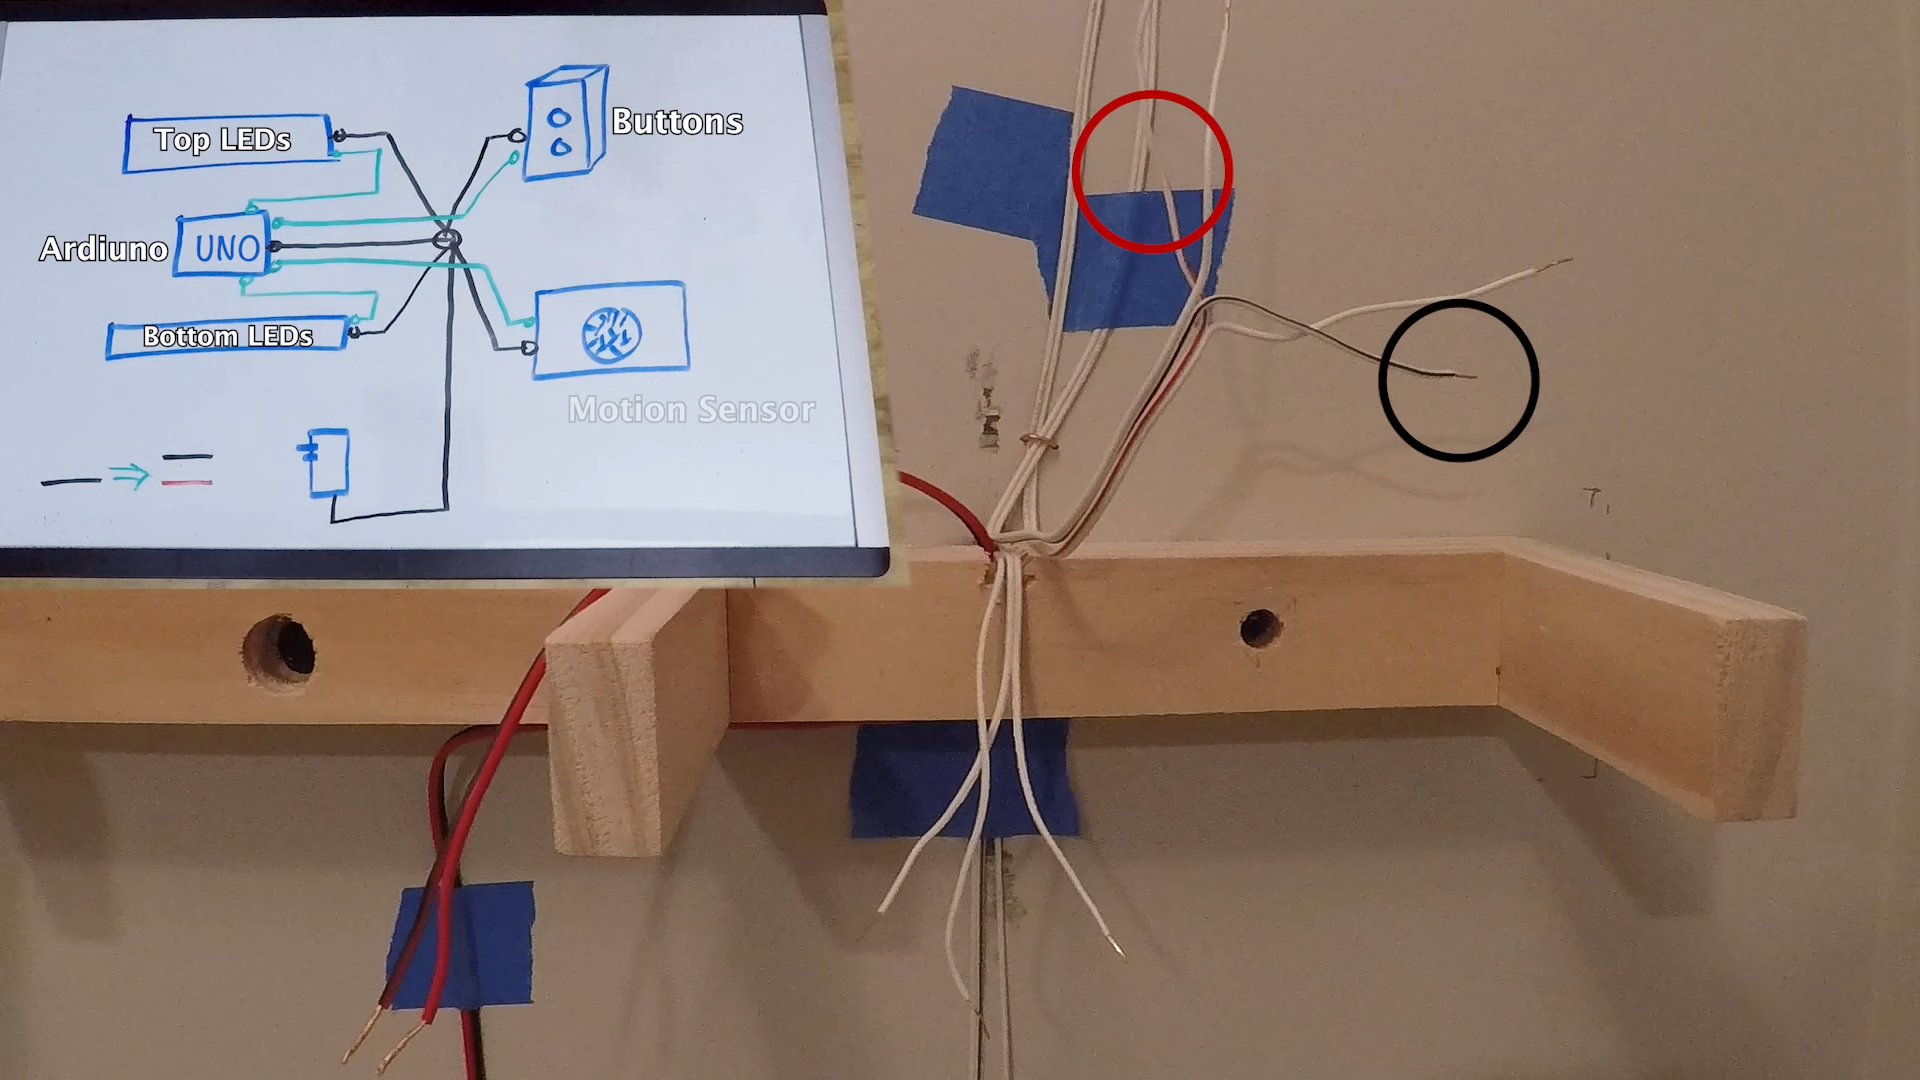 Top LEDs
Buttons
Ardiuno
UNO
Bottom LEDs
Motion Sensor